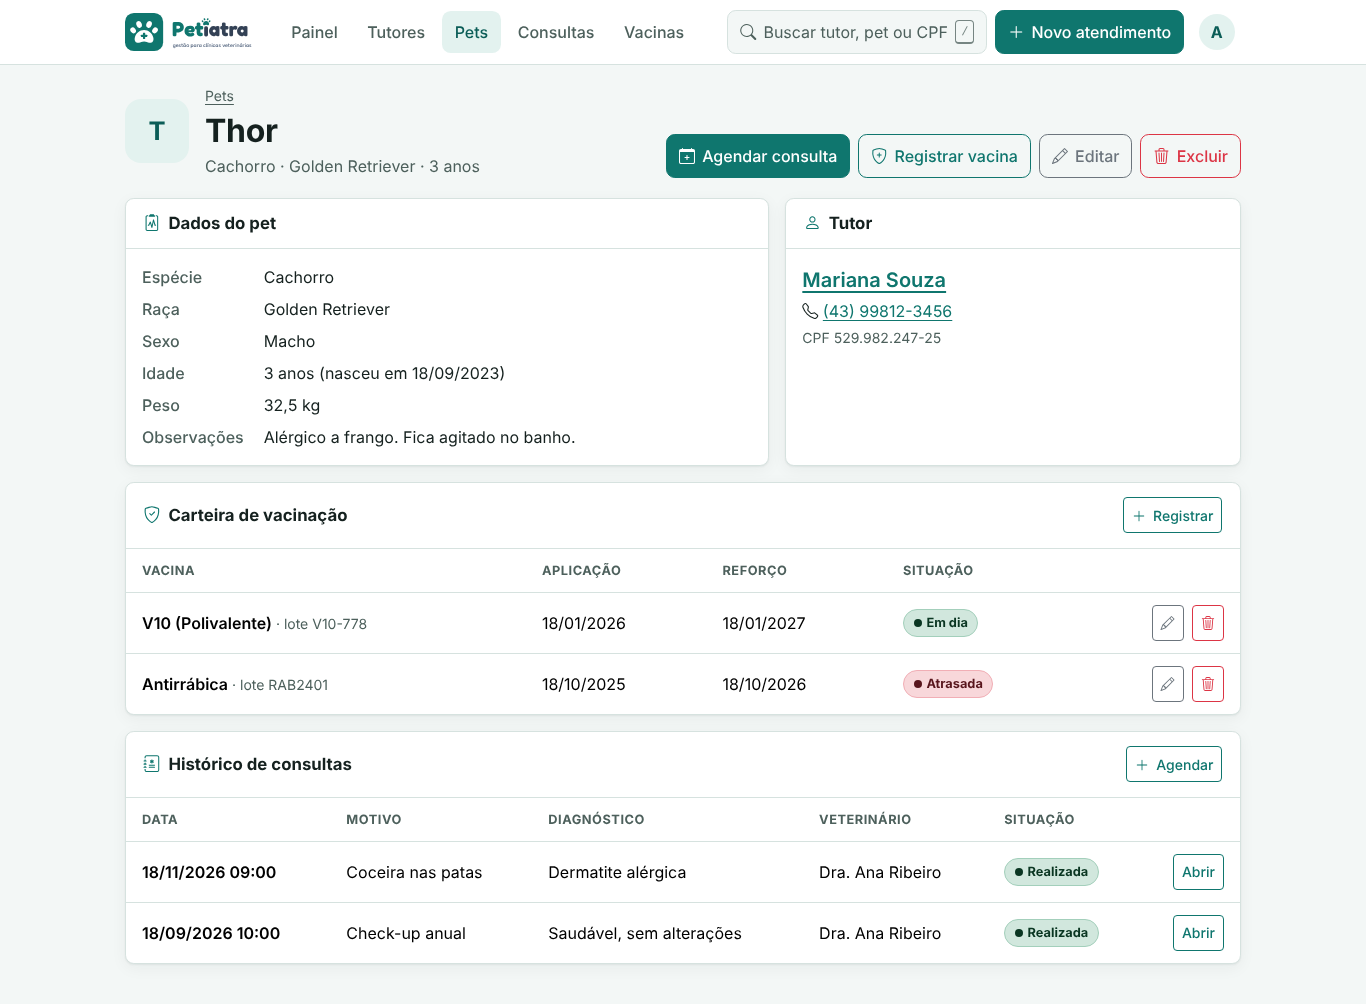 Petiatra
gestão para clínicas veterinárias
Painel
Tutores
Pets
Consultas
Vacinas
Buscar tutor, pet ou CPF /
+ Novo atendimento
A
Pets
T
Thor
Cachorro · Golden Retriever · 3 anos
Agendar consulta
Registrar vacina
Editar
Excluir
Dados do pet
Espécie Cachorro
Raça Golden Retriever
Sexo Macho
Idade 3 anos (nasceu em 18/09/2023)
Peso 32,5 kg
Observações Alérgico a frango. Fica agitado no banho.
Tutor
Mariana Souza
(43) 99812-3456
CPF 529.982.247-25
Carteira de vacinação
+ Registrar
VACINA APLICAÇÃO REFORÇO SITUAÇÃO
V10 (Polivalente) · lote V10-778 18/01/2026 18/01/2027 Em dia
Antirrábica · lote RAB2401 18/10/2025 18/10/2026 Atrasada
Histórico de consultas
+ Agendar
DATA MOTIVO DIAGNÓSTICO VETERINÁRIO SITUAÇÃO
18/11/2026 09:00 Coceira nas patas Dermatite alérgica Dra. Ana Ribeiro Realizada Abrir
18/09/2026 10:00 Check-up anual Saudável, sem alterações Dra. Ana Ribeiro Realizada Abrir